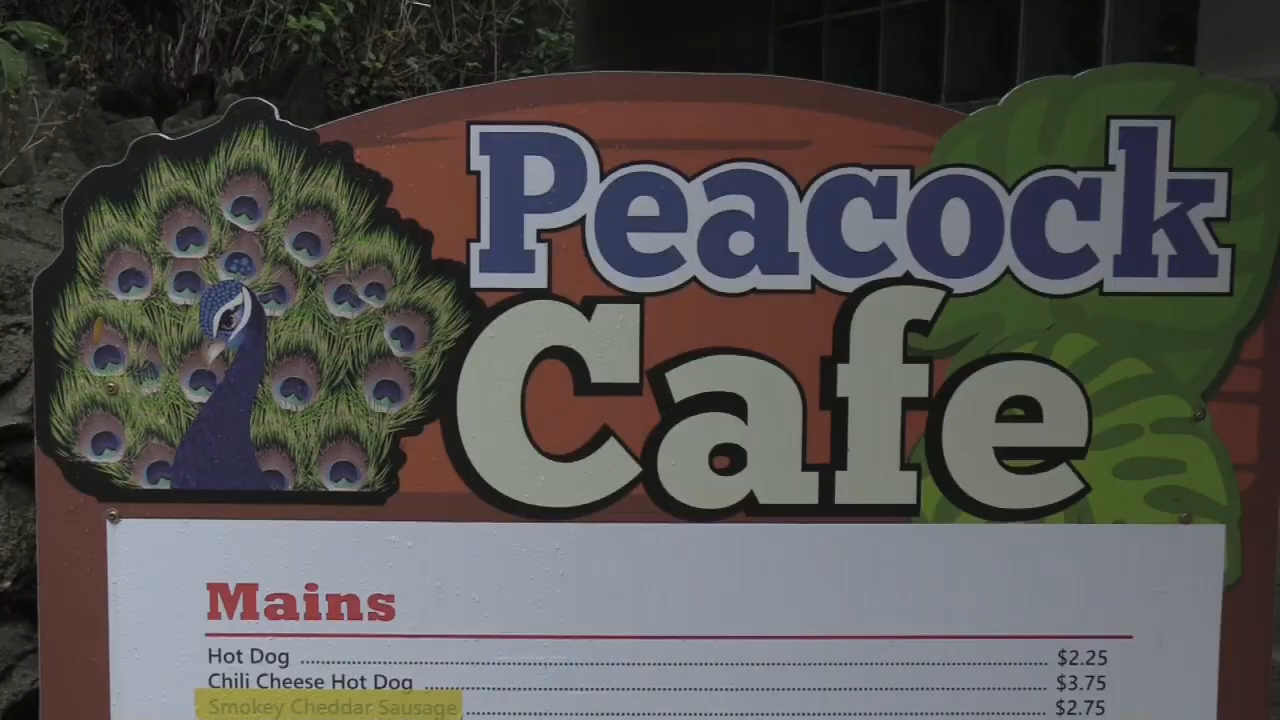 Peacock
Cafe
Mains
Hot Dog ........ $2.25
Chili Cheese Hot Dog ........ $3.75
Smokey Cheddar Sausage ........ $2.75